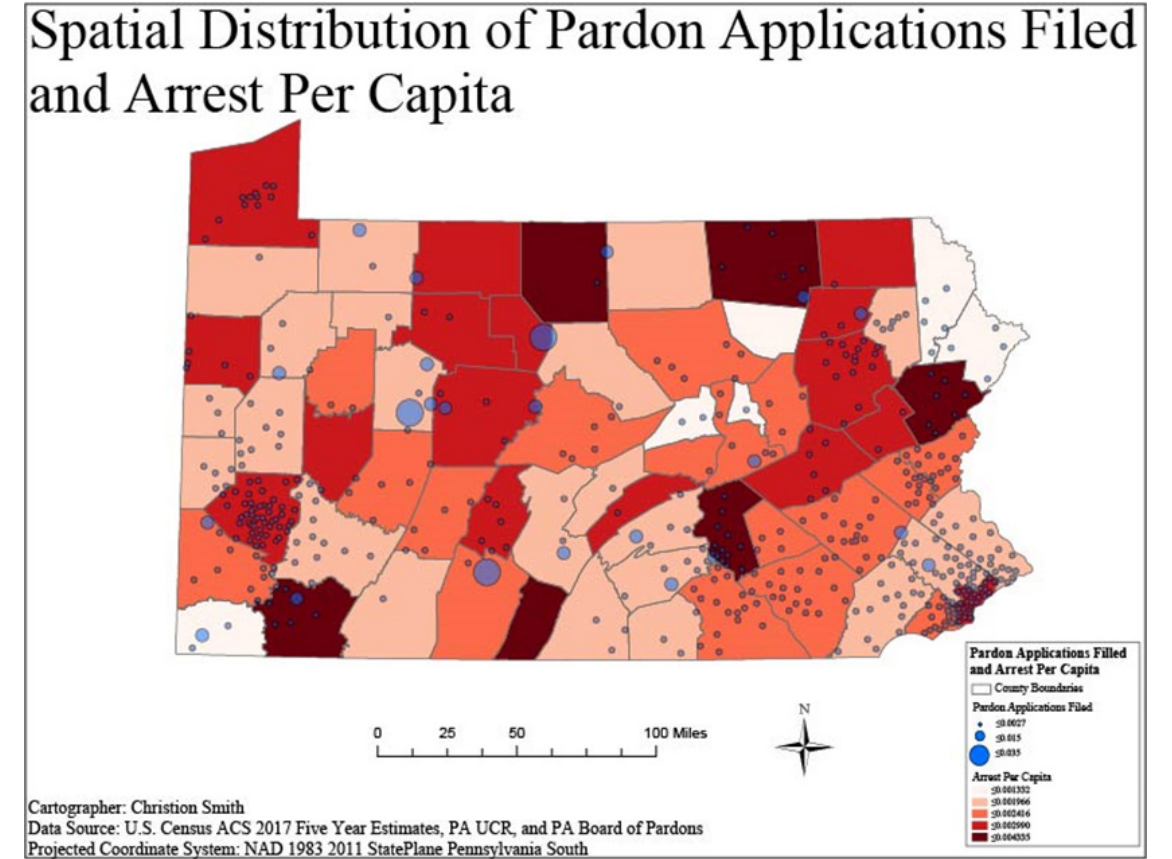 Spatial Distribution of Pardon Applications Filed
and Arrest Per Capita
Pardon Applications Filled
and Arrest Per Capita
County Boundaries
Pardon Applications Filed
≤0.0027
≤0.015
≤0.035
Arrest Per Capita
≤0.001332
≤0.001966
≤0.002416
≤0.002990
≤0.004335
N
0 25 50 100 Miles
Cartographer: Christion Smith
Data Source: U.S. Census ACS 2017 Five Year Estimates, PA UCR, and PA Board of Pardons
Projected Coordinate System: NAD 1983 2011 StatePlane Pennsylvania South